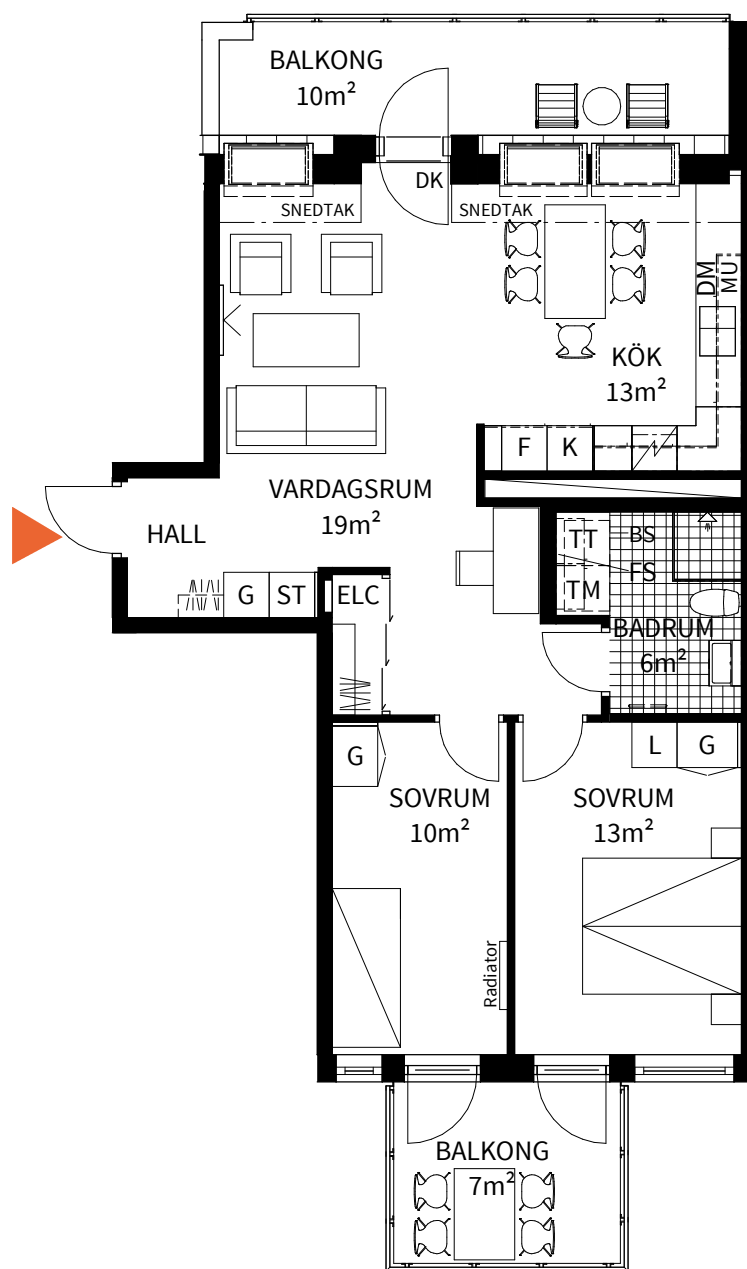 BALKONG
10m²
DK
SNEDTAK
SNEDTAK
DM
MU
KÖK
13m²
F
K
VARDAGSRUM
19m²
HALL
TT
BS
FS
TM
G
ST
ELC
BADRUM
6m²
G
L
G
SOVRUM
10m²
SOVRUM
13m²
Radiator
BALKONG
7m²